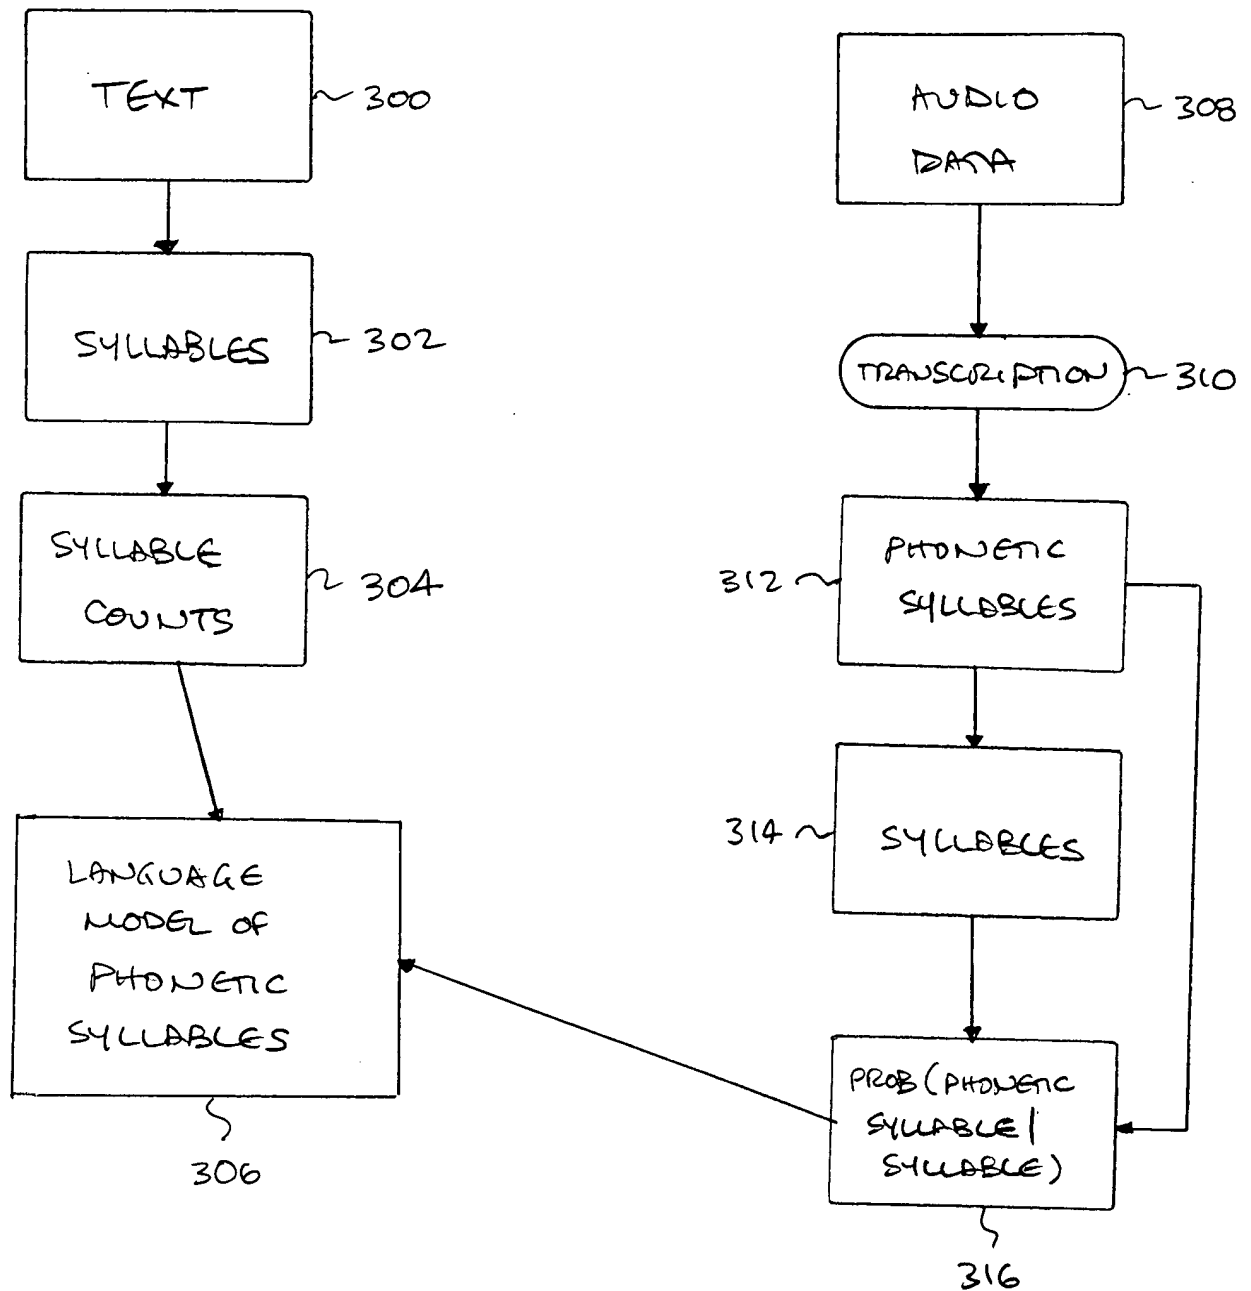 TEXT
300
SYLLABLES
302
SYLLABLE
COUNTS
304
LANGUAGE
MODEL OF
PHONETIC
SYLLABLES
306
AUDIO
DATA
308
TRANSCRIPTION
310
PHONETIC
SYLLABLES
312
SYLLABLES
314
PROB (PHONETIC
SYLLABLE |
SYLLABLE)
316